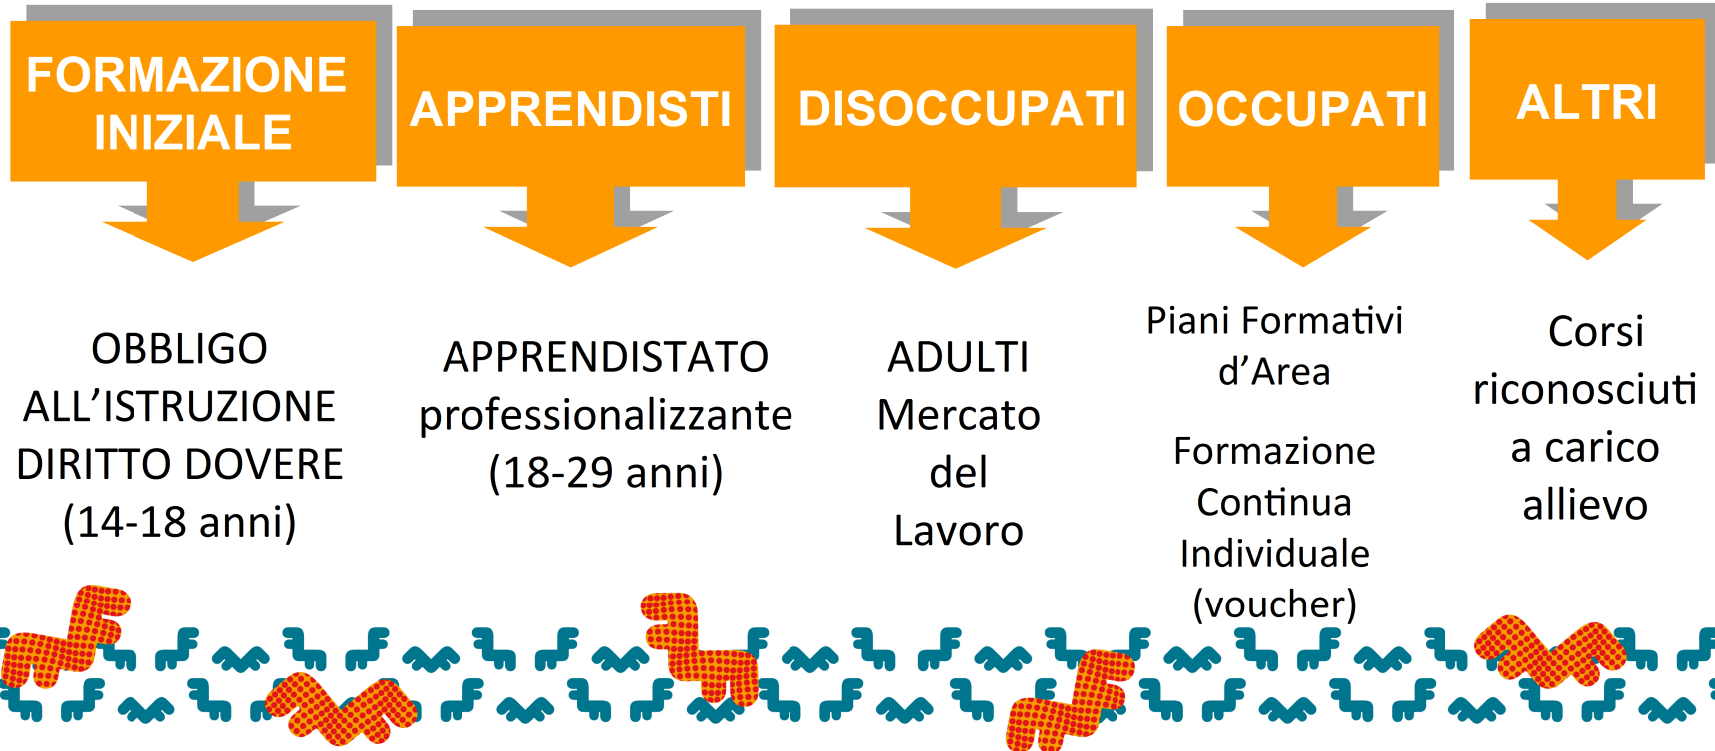 FORMAZIONE
INIZIALE
APPRENDISTI
DISOCCUPATI
OCCUPATI
ALTRI
OBBLIGO
ALL’ISTRUZIONE
DIRITTO DOVERE
(14-18 anni)
APPRENDISTATO
professionalizzante
(18-29 anni)
ADULTI
Mercato
del
Lavoro
Piani Formativi
d’Area
Formazione
Continua
Individuale
(voucher)
Corsi
riconosciuti
a carico
allievo